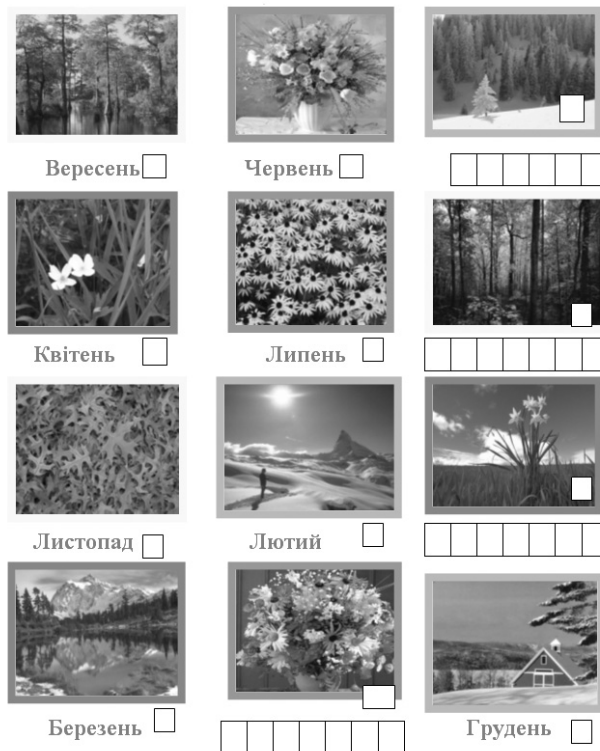 Вересень
Червень
Квітень
Липень
Листопад
Лютий
Березень
Грудень